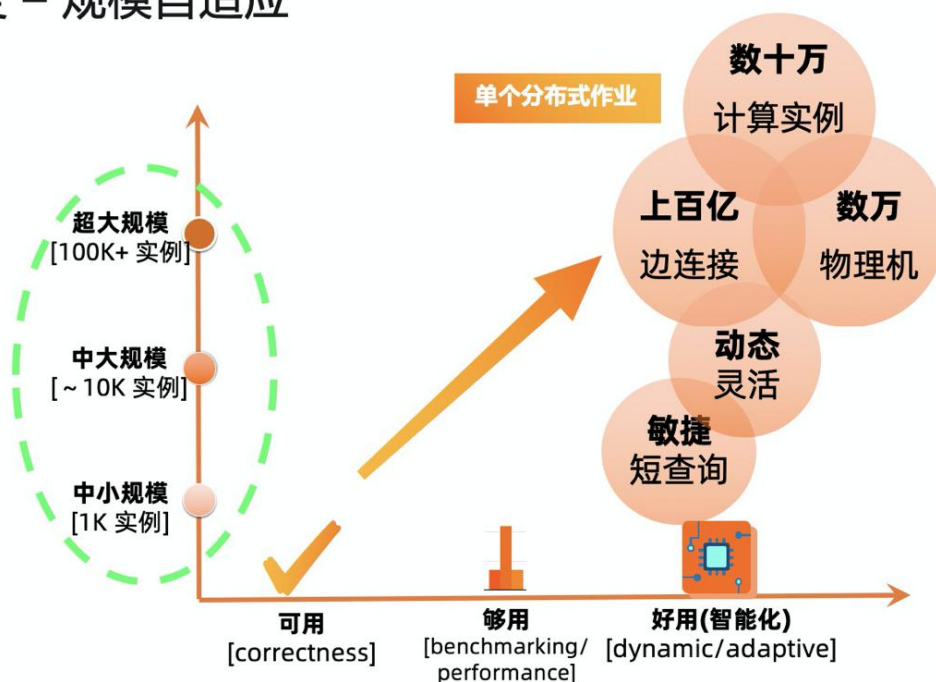 – 规模自适应
单个分布式作业
数十万
计算实例
上百亿
边连接
数万
物理机
动态
灵活
敏捷
短查询
超大规模
[100K+ 实例]
中大规模
[ ~ 10K 实例]
中小规模
[1K 实例]
可用
[correctness]
够用
[benchmarking/
performance]
好用(智能化)
[dynamic/adaptive]